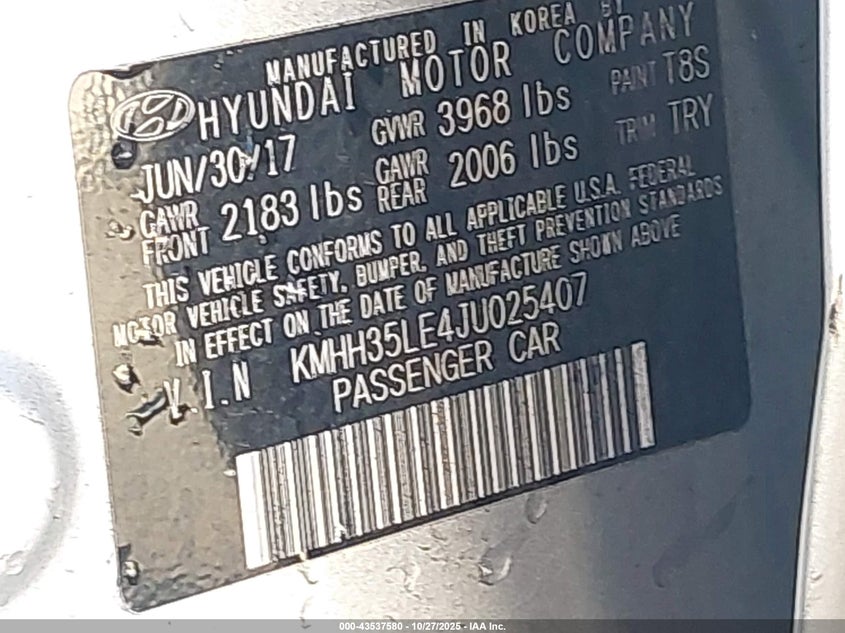 MANUFACTURED IN KOREA BY
HYUNDAI MOTOR COMPANY
JUN/30/17 GVWR 3968 lbs PAINT T8S
GAWR FRONT 2183 lbs GAWR REAR 2006 lbs TRIM TRY
THIS VEHICLE CONFORMS TO ALL APPLICABLE U.S.A. FEDERAL
MOTOR VEHICLE SAFETY, BUMPER, AND THEFT PREVENTION STANDARDS
IN EFFECT ON THE DATE OF MANUFACTURE SHOWN ABOVE
V.I.N KMHH35LE4JU025407
PASSENGER CAR
000-43537580 - 10/27/2025 - IAA Inc.